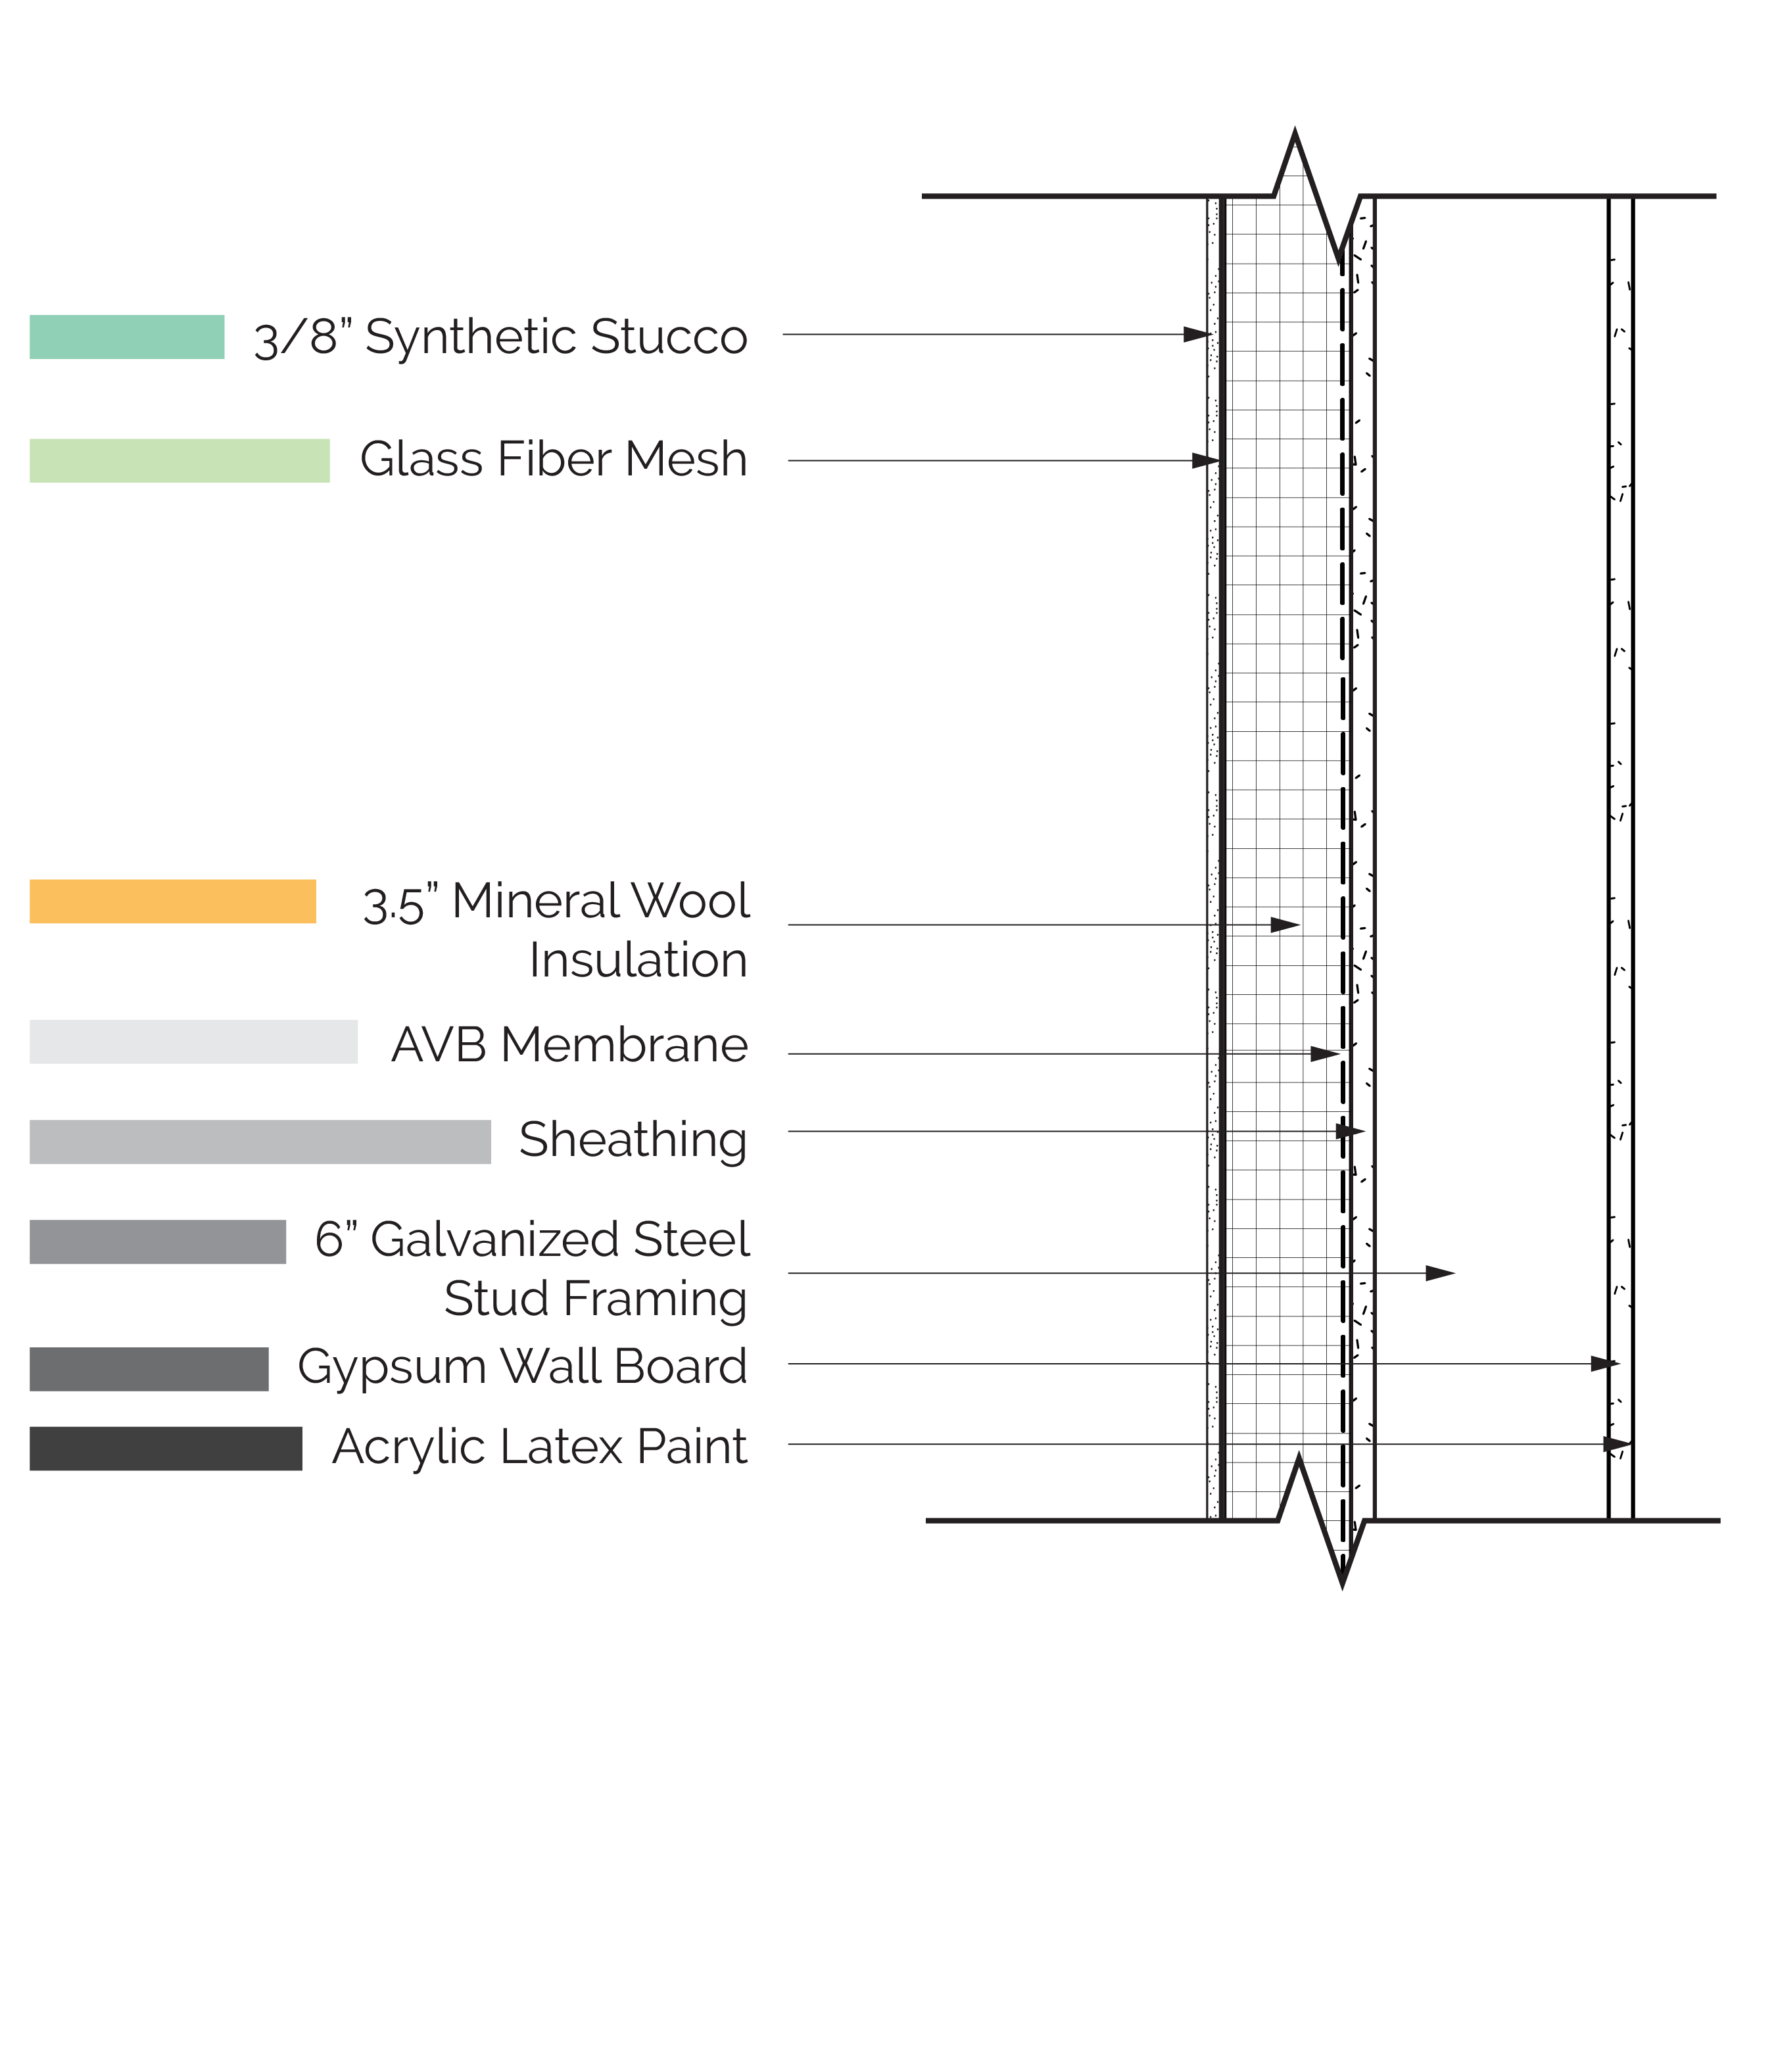 3/8” Synthetic Stucco
Glass Fiber Mesh
3.5” Mineral Wool
Insulation
AVB Membrane
Sheathing
6” Galvanized Steel
Stud Framing
Gypsum Wall Board
Acrylic Latex Paint